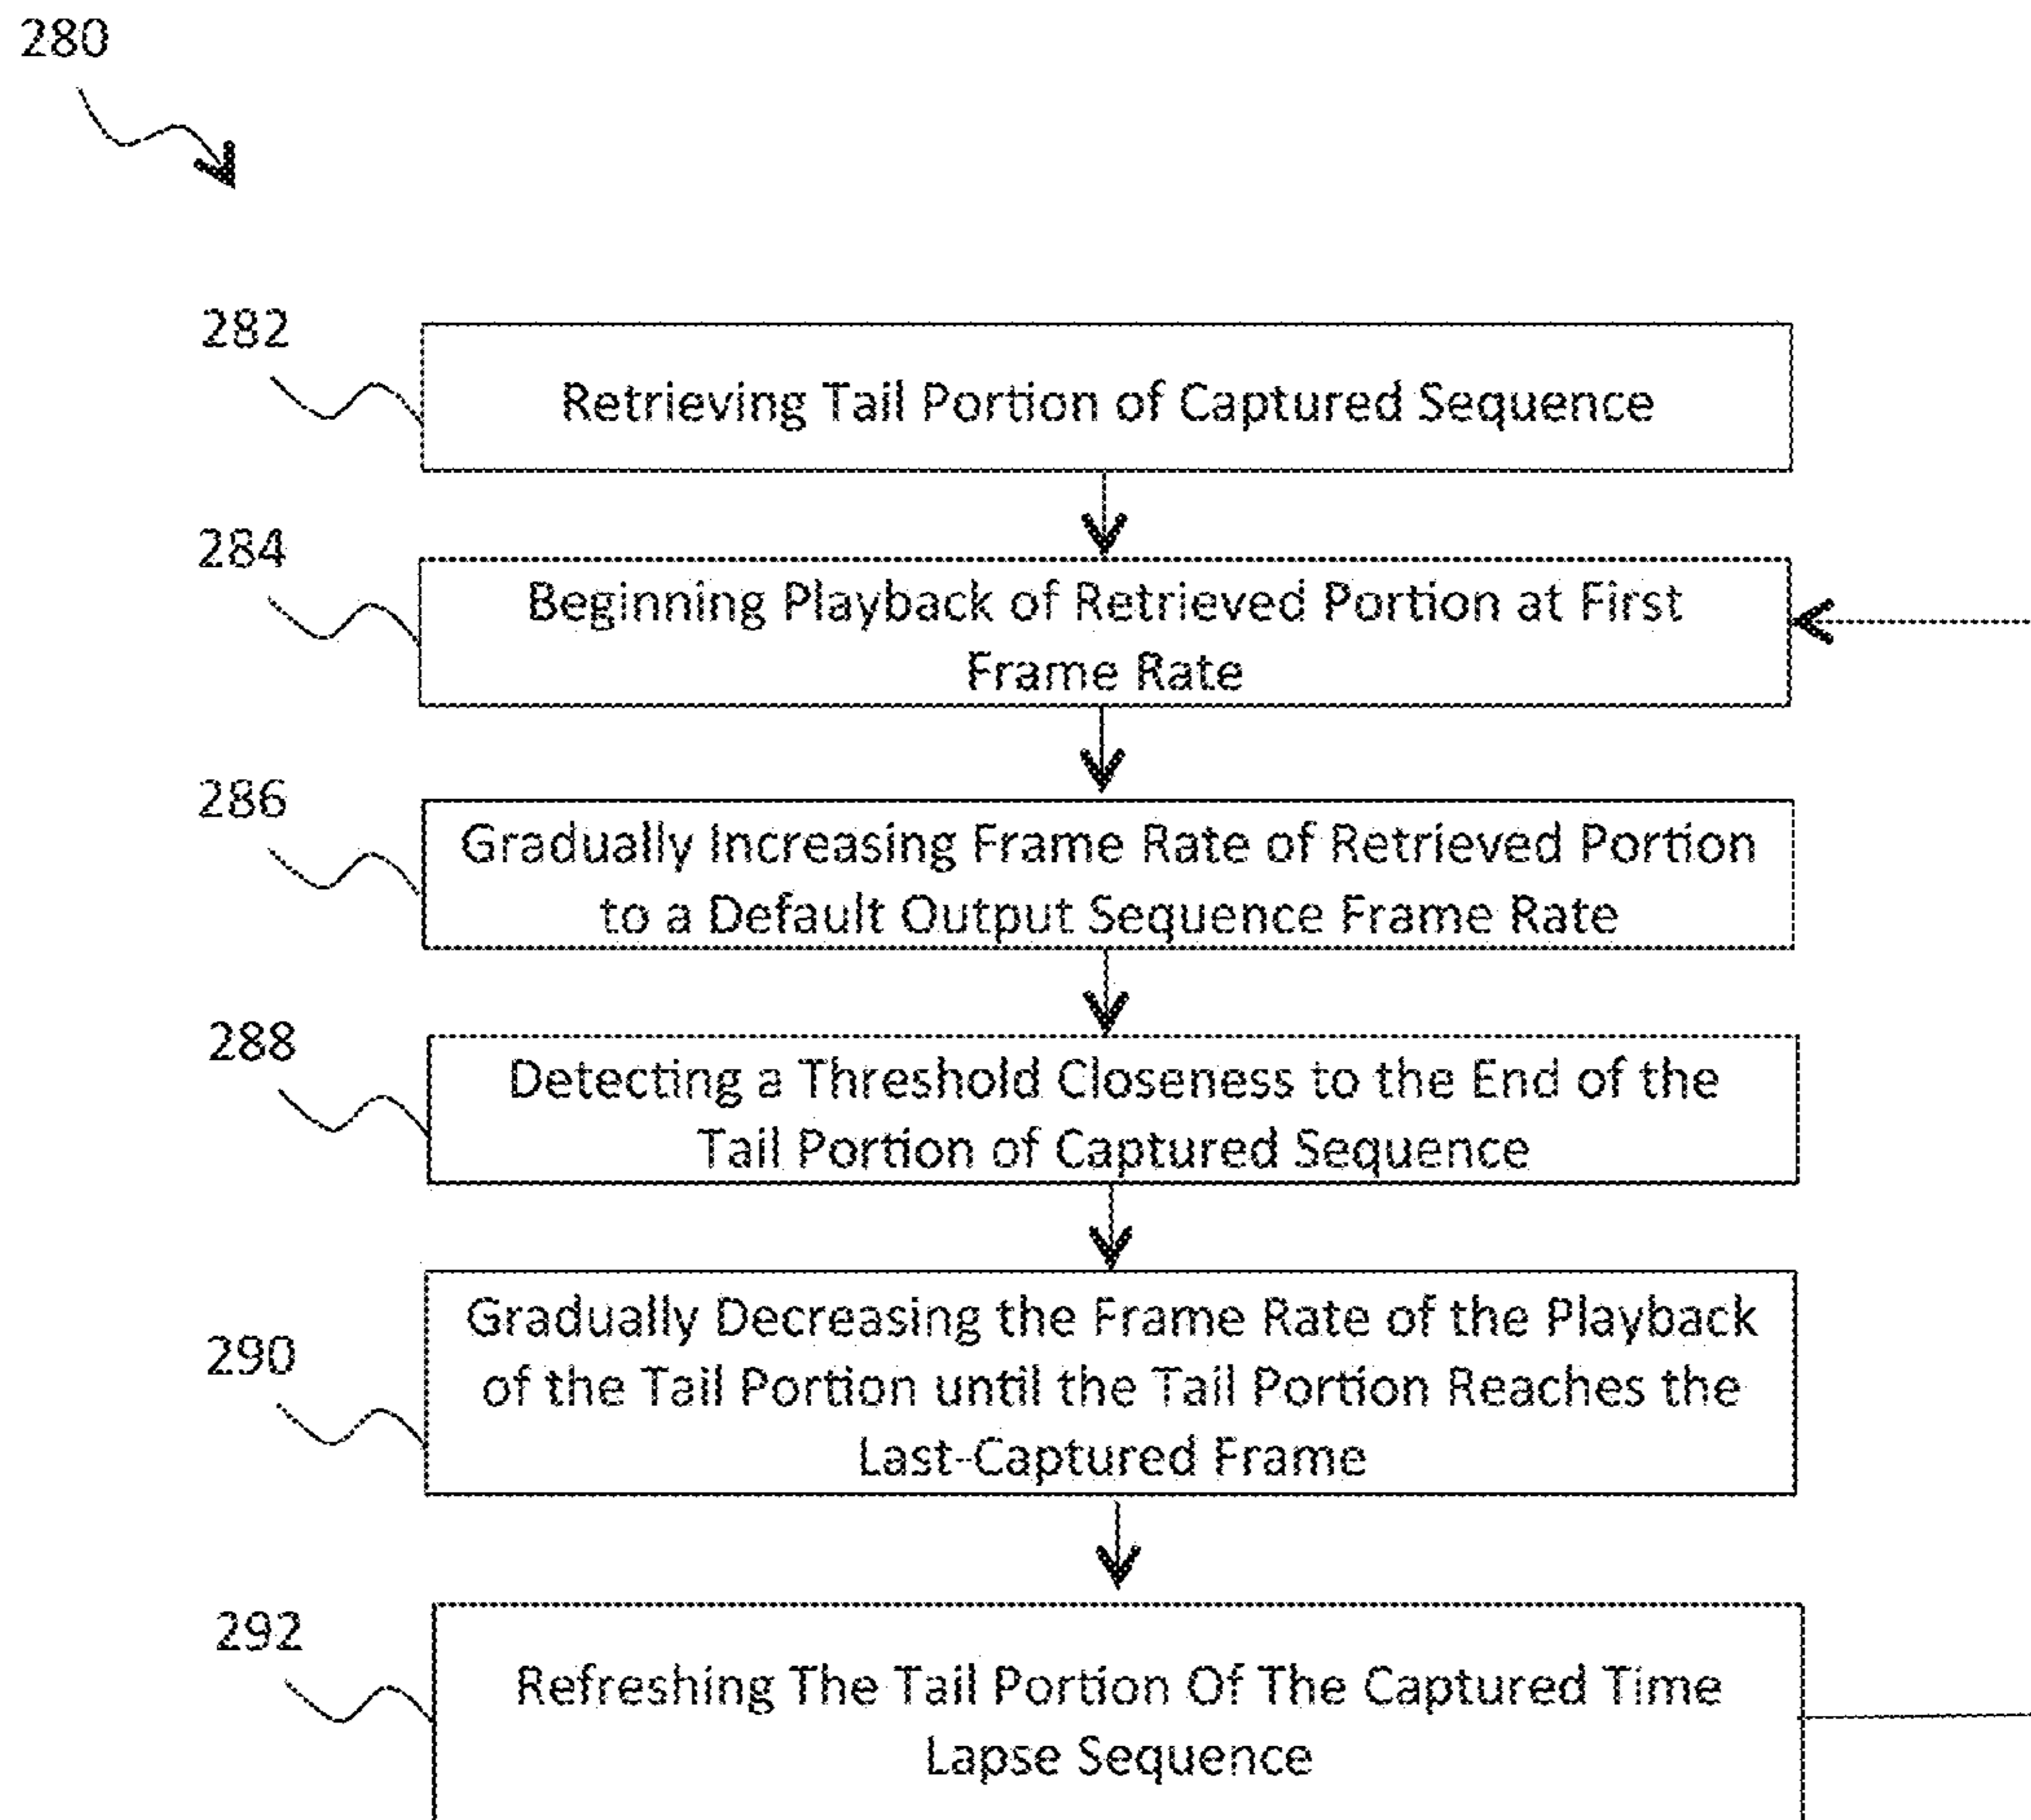 280
282
Retrieving Tail Portion of Captured Sequence
284
Beginning Playback of Retrieved Portion at First
Frame Rate
286
Gradually Increasing Frame Rate of Retrieved Portion
to a Default Output Sequence Frame Rate
288
Detecting a Threshold Closeness to the End of the
Tail Portion of Captured Sequence
290
Gradually Decreasing the Frame Rate of the Playback
of the Tail Portion until the Tail Portion Reaches the
Last-Captured Frame
292
Refreshing The Tail Portion Of The Captured Time
Lapse Sequence